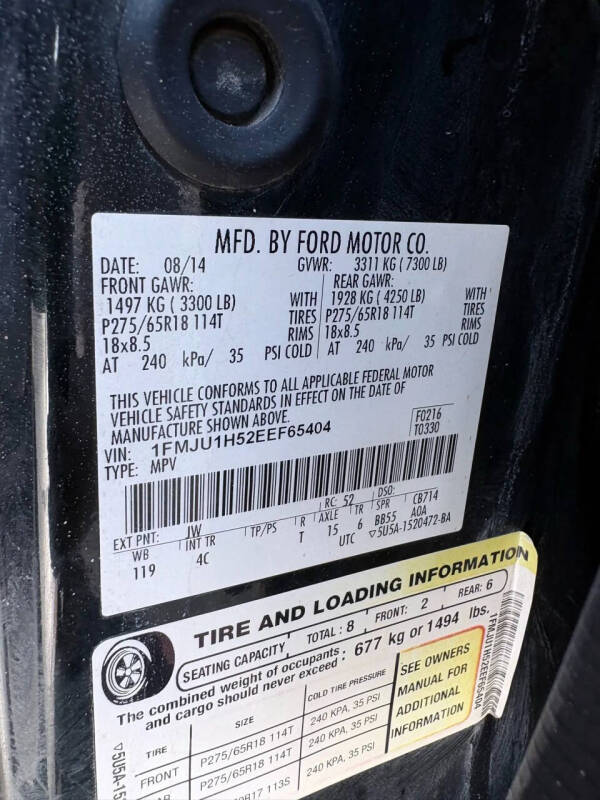 MFD. BY FORD MOTOR CO.
DATE: 08/14 GVWR: 3311 KG ( 7300 LB)
FRONT GAWR: REAR GAWR:
1497 KG ( 3300 LB) WITH 1928 KG ( 4250 LB) WITH
P275/65R18 114T TIRES P275/65R18 114T TIRES
18x8.5 RIMS 18x8.5 RIMS
AT 240 kPa/ 35 PSI COLD AT 240 kPa/ 35 PSI COLD
THIS VEHICLE CONFORMS TO ALL APPLICABLE FEDERAL MOTOR
VEHICLE SAFETY STANDARDS IN EFFECT ON THE DATE OF
MANUFACTURE SHOWN ABOVE.
VIN: 1FMJU1H52EEF65404 F0216
TYPE: MPV T0330
RC: 52 DSO:
EXT PNT: JW R AXLE TR SPR CB714
WB INT TR TP/PS T 15 6 BB55 A0A
119 4C UTC ▽5U5A-1520472-BA
TIRE AND LOADING INFORMATION
SEATING CAPACITY TOTAL: 8 FRONT: 2 REAR: 6
The combined weight of occupants and cargo should never exceed : 677 kg or 1494 lbs.
TIRE SIZE COLD TIRE PRESSURE
FRONT P275/65R18 114T 240 KPA, 35 PSI
REAR P275/65R18 114T 240 KPA, 35 PSI
R17 113S 240 KPA, 35 PSI
SEE OWNERS
MANUAL FOR
ADDITIONAL
INFORMATION
1FMJU1H52EEF65404
▽5U5A-15